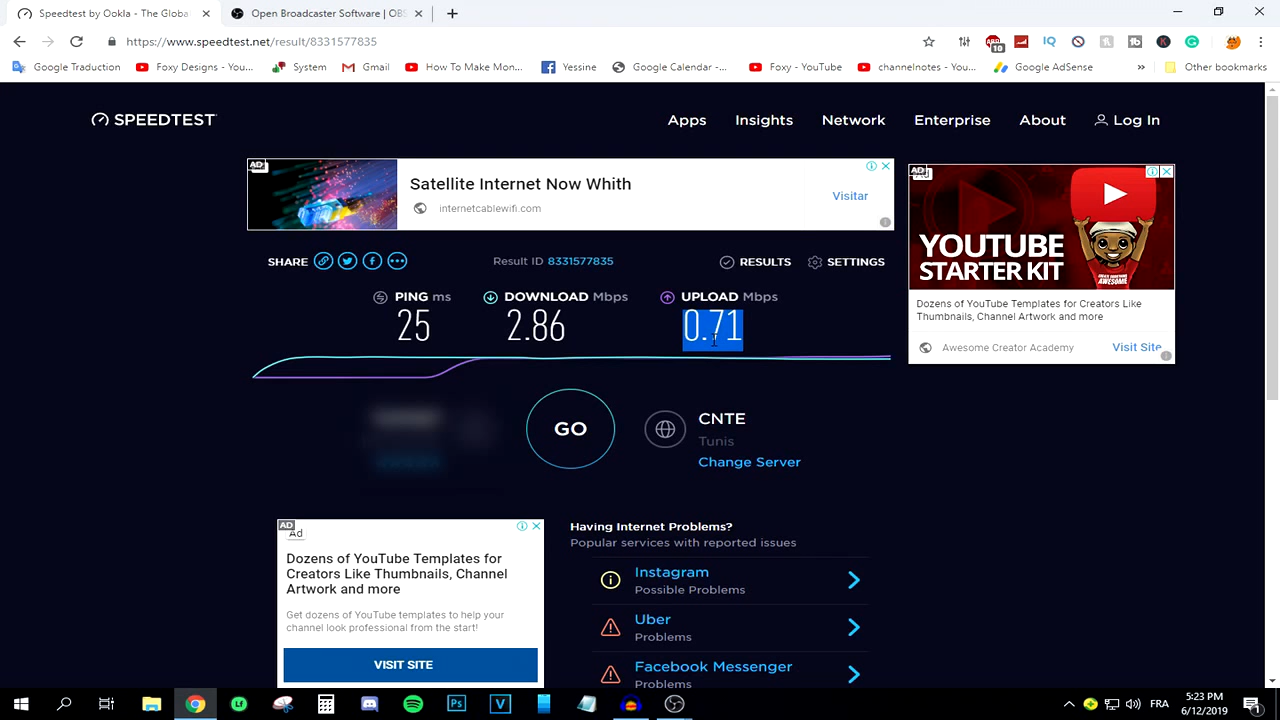 Speedtest by Ookla - The Globa
Open Broadcaster Software | OBS
https://www.speedtest.net/result/8331577835
10
Google Traduction
Foxy Designs - You...
System
Gmail
How To Make Mon...
Yessine
Google Calendar -...
Foxy - YouTube
channelnotes - You...
Google AdSense
»
Other bookmarks
SPEEDTEST
Apps
Insights
Network
Enterprise
About
Log In
AD
Satellite Internet Now Whith
internetcablewifi.com
Visitar
AD
YOUTUBE
STARTER KIT
Dozens of YouTube Templates for Creators Like
Thumbnails, Channel Artwork and more
Awesome Creator Academy
Visit Site
SHARE
Result ID 8331577835
RESULTS
SETTINGS
PING ms
25
DOWNLOAD Mbps
2.86
UPLOAD Mbps
0.71
GO
CNTE
Tunis
Change Server
AD
Ad
Dozens of YouTube Templates for
Creators Like Thumbnails, Channel
Artwork and more
Get dozens of YouTube templates to help your
channel look professional from the start!
VISIT SITE
Having Internet Problems?
Popular services with reported issues
Instagram
Possible Problems
Uber
Problems
Facebook Messenger
Problems
FRA
5:23 PM
6/12/2019